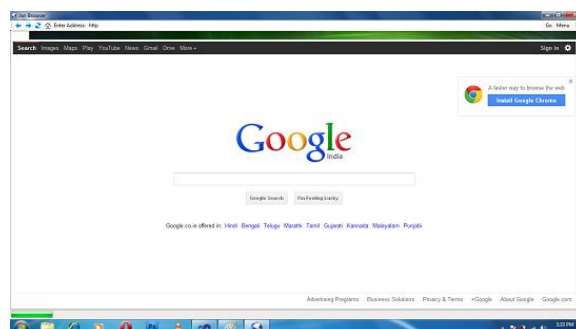 Jan Browser
Enter Address: Http: Go Menu
Search Images Maps Play YouTube News Gmail Drive More
Sign in
A faster way to browse the web
Install Google Chrome
Google
India
Google Search I'm Feeling Lucky
Google.co.in offered in: Hindi Bengali Telugu Marathi Tamil Gujarati Kannada Malayalam Punjabi
Advertising Programs Business Solutions Privacy & Terms +Google About Google Google.com
3:33 PM